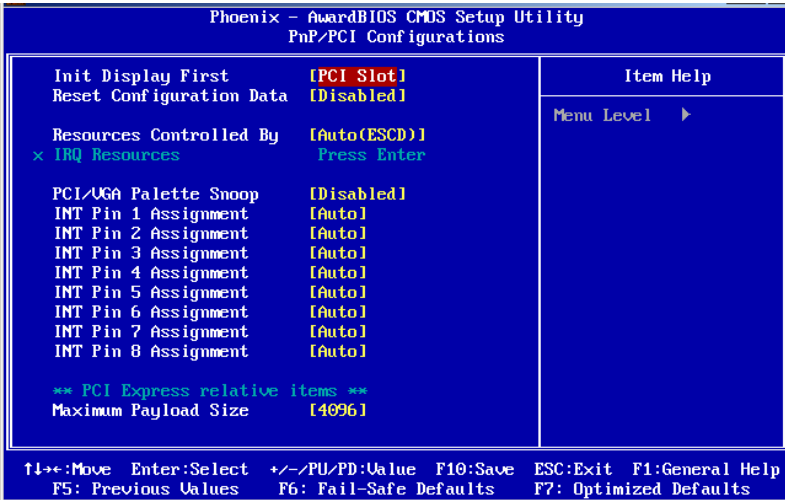 Phoenix – AwardBIOS CMOS Setup Utility
PnP/PCI Configurations
Init Display First [PCI Slot]
Reset Configuration Data [Disabled]
Resources Controlled By [Auto(ESCD)]
x IRQ Resources Press Enter
PCI/VGA Palette Snoop [Disabled]
INT Pin 1 Assignment [Auto]
INT Pin 2 Assignment [Auto]
INT Pin 3 Assignment [Auto]
INT Pin 4 Assignment [Auto]
INT Pin 5 Assignment [Auto]
INT Pin 6 Assignment [Auto]
INT Pin 7 Assignment [Auto]
INT Pin 8 Assignment [Auto]
** PCI Express relative items **
Maximum Payload Size [4096]
Item Help
Menu Level ▶
↑↓→←:Move Enter:Select +/-/PU/PD:Value F10:Save ESC:Exit F1:General Help
F5: Previous Values F6: Fail-Safe Defaults F7: Optimized Defaults